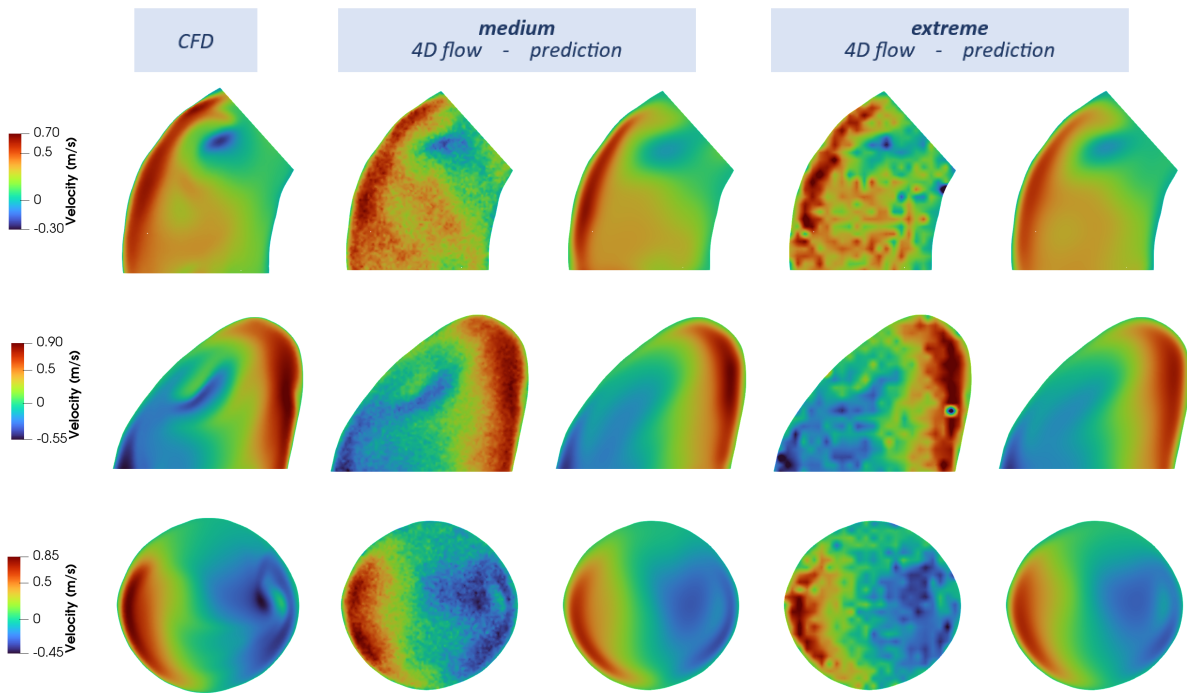 CFD
medium
4D flow - prediction
extreme
4D flow - prediction
0.70
0.5
0
-0.30
Velocity (m/s)
0.90
0.5
0
-0.55
Velocity (m/s)
0.85
0.5
0
-0.45
Velocity (m/s)